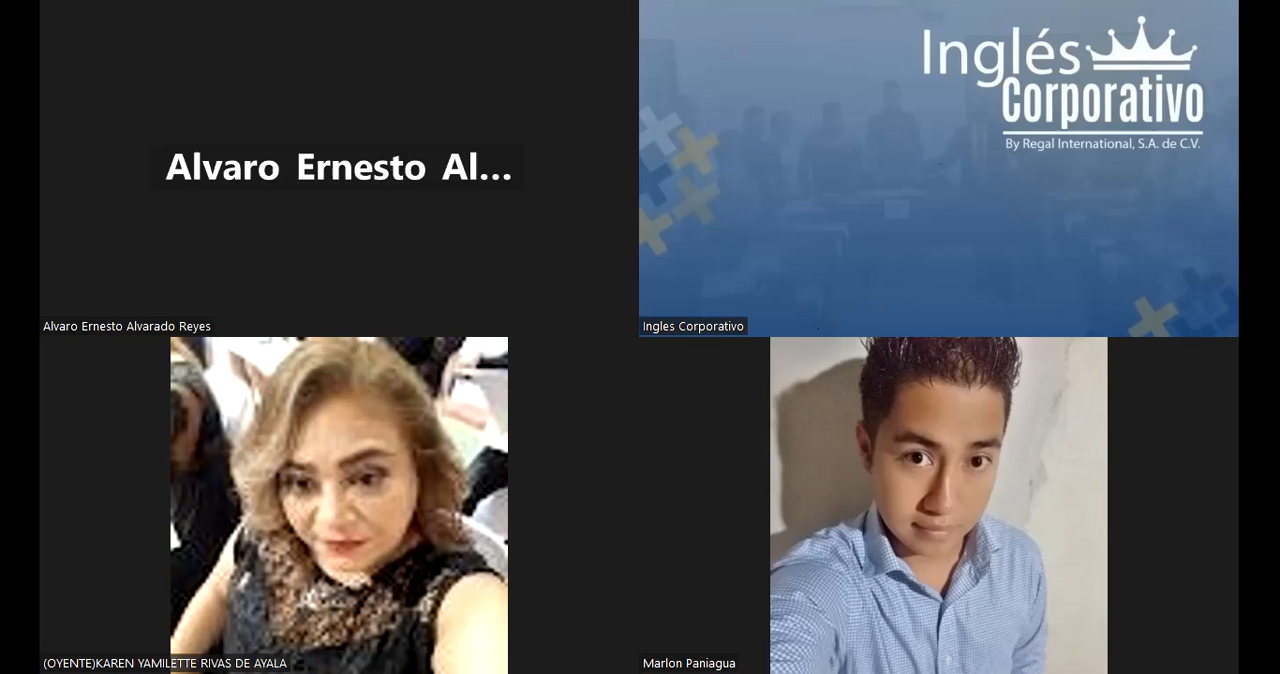 Alvaro Ernesto Al...
Alvaro Ernesto Alvarado Reyes
Inglés
Corporativo
By Regal International, S.A. de C.V.
Ingles Corporativo
(OYENTE)KAREN YAMILETTE RIVAS DE AYALA
Marlon Paniagua